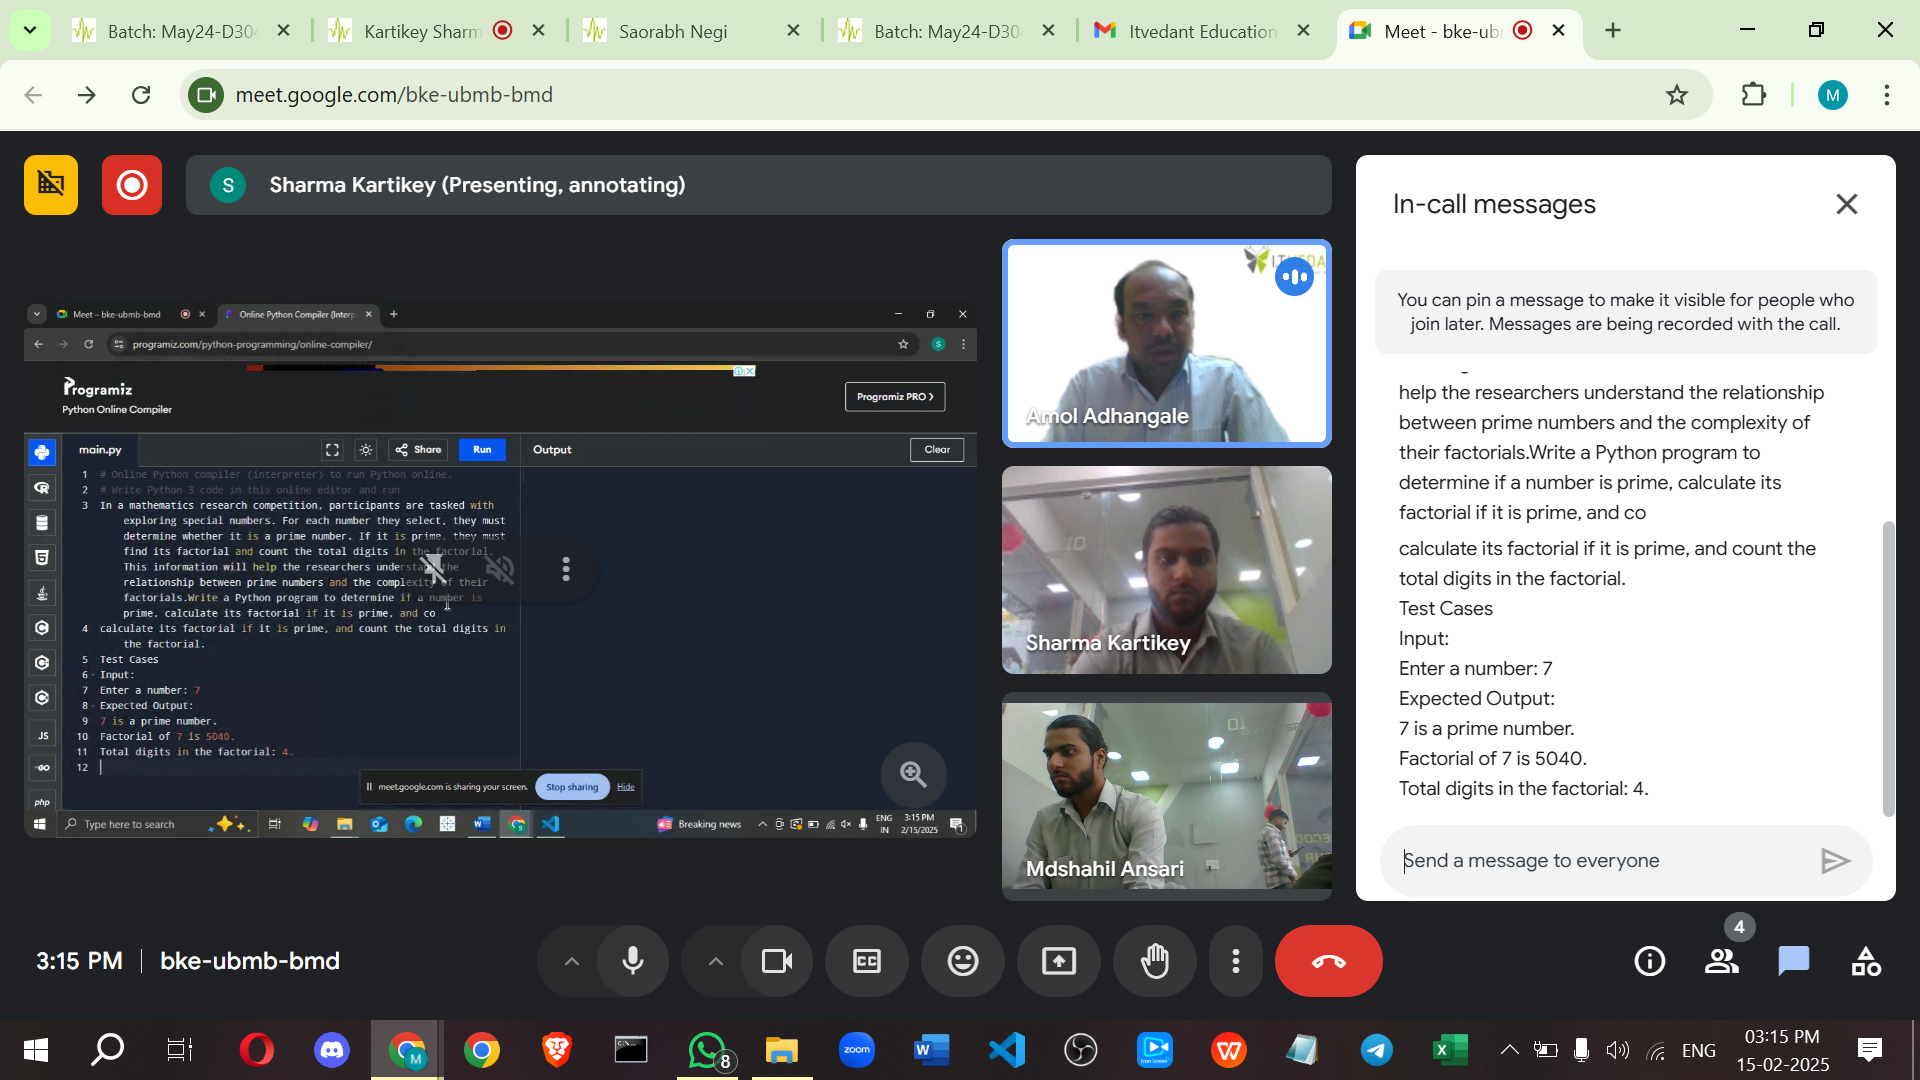 Batch: May24-D304
Kartikey Sharm
Saorabh Negi
Batch: May24-D30
Itvedant Education
Meet - bke-ub
meet.google.com/bke-ubmb-bmd
M
S
Sharma Kartikey (Presenting, annotating)
Meet – bke-ubmb-bmd
Online Python Compiler (Interp
programiz.com/python-programming/online-compiler/
S
Programiz
Python Online Compiler
Programiz PRO >
main.py
Share
Run
Output
Clear
1 # Online Python compiler (interpreter) to run Python online.
2 # Write Python 3 code in this online editor and run
3 In a mathematics research competition, participants are tasked with
exploring special numbers. For each number they select, they must
determine whether it is a prime number. If it is prime, they must
find its factorial and count the total digits in the factorial.
This information will help the researchers understand the
relationship between prime numbers and the complexity of their
factorials.Write a Python program to determine if a number is
prime, calculate its factorial if it is prime, and co
4 calculate its factorial if it is prime, and count the total digits in
the factorial.
5 Test Cases
6 Input:
7 Enter a number: 7
8 Expected Output:
9 7 is a prime number.
10 Factorial of 7 is 5040.
11 Total digits in the factorial: 4.
12
JS
GO
php
meet.google.com is sharing your screen.
Stop sharing
Hide
Type here to search
Breaking news
ENG
IN
3:15 PM
2/15/2025
1
Amol Adhangale
Sharma Kartikey
Mdshahil Ansari
In-call messages
You can pin a message to make it visible for people who
join later. Messages are being recorded with the call.
help the researchers understand the relationship
between prime numbers and the complexity of
their factorials.Write a Python program to
determine if a number is prime, calculate its
factorial if it is prime, and co
calculate its factorial if it is prime, and count the
total digits in the factorial.
Test Cases
Input:
Enter a number: 7
Expected Output:
7 is a prime number.
Factorial of 7 is 5040.
Total digits in the factorial: 4.
Send a message to everyone
3:15 PM
bke-ubmb-bmd
CC
4
M
8
zoom
ENG
03:15 PM
15-02-2025